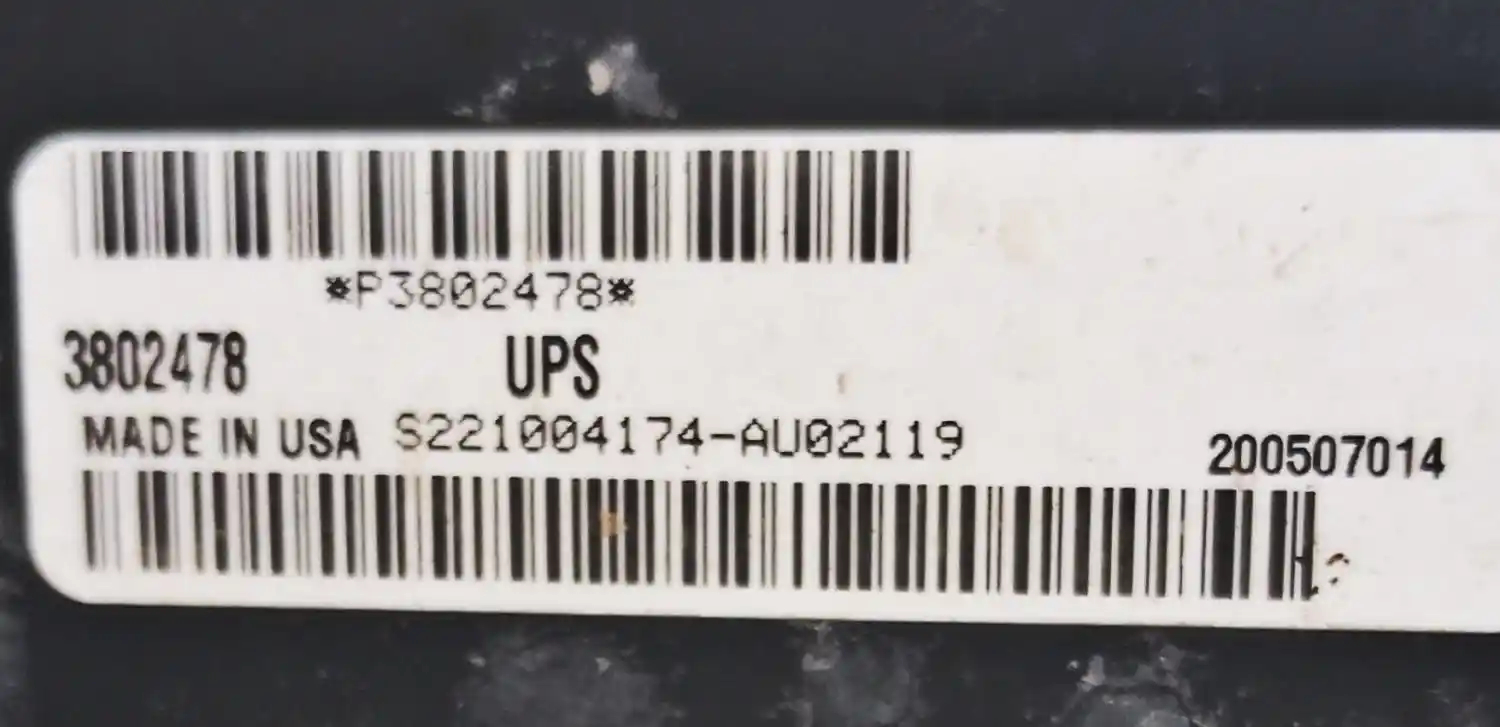 *P3802478*
3802478 UPS
MADE IN USA S221004174-AU02119 200507014